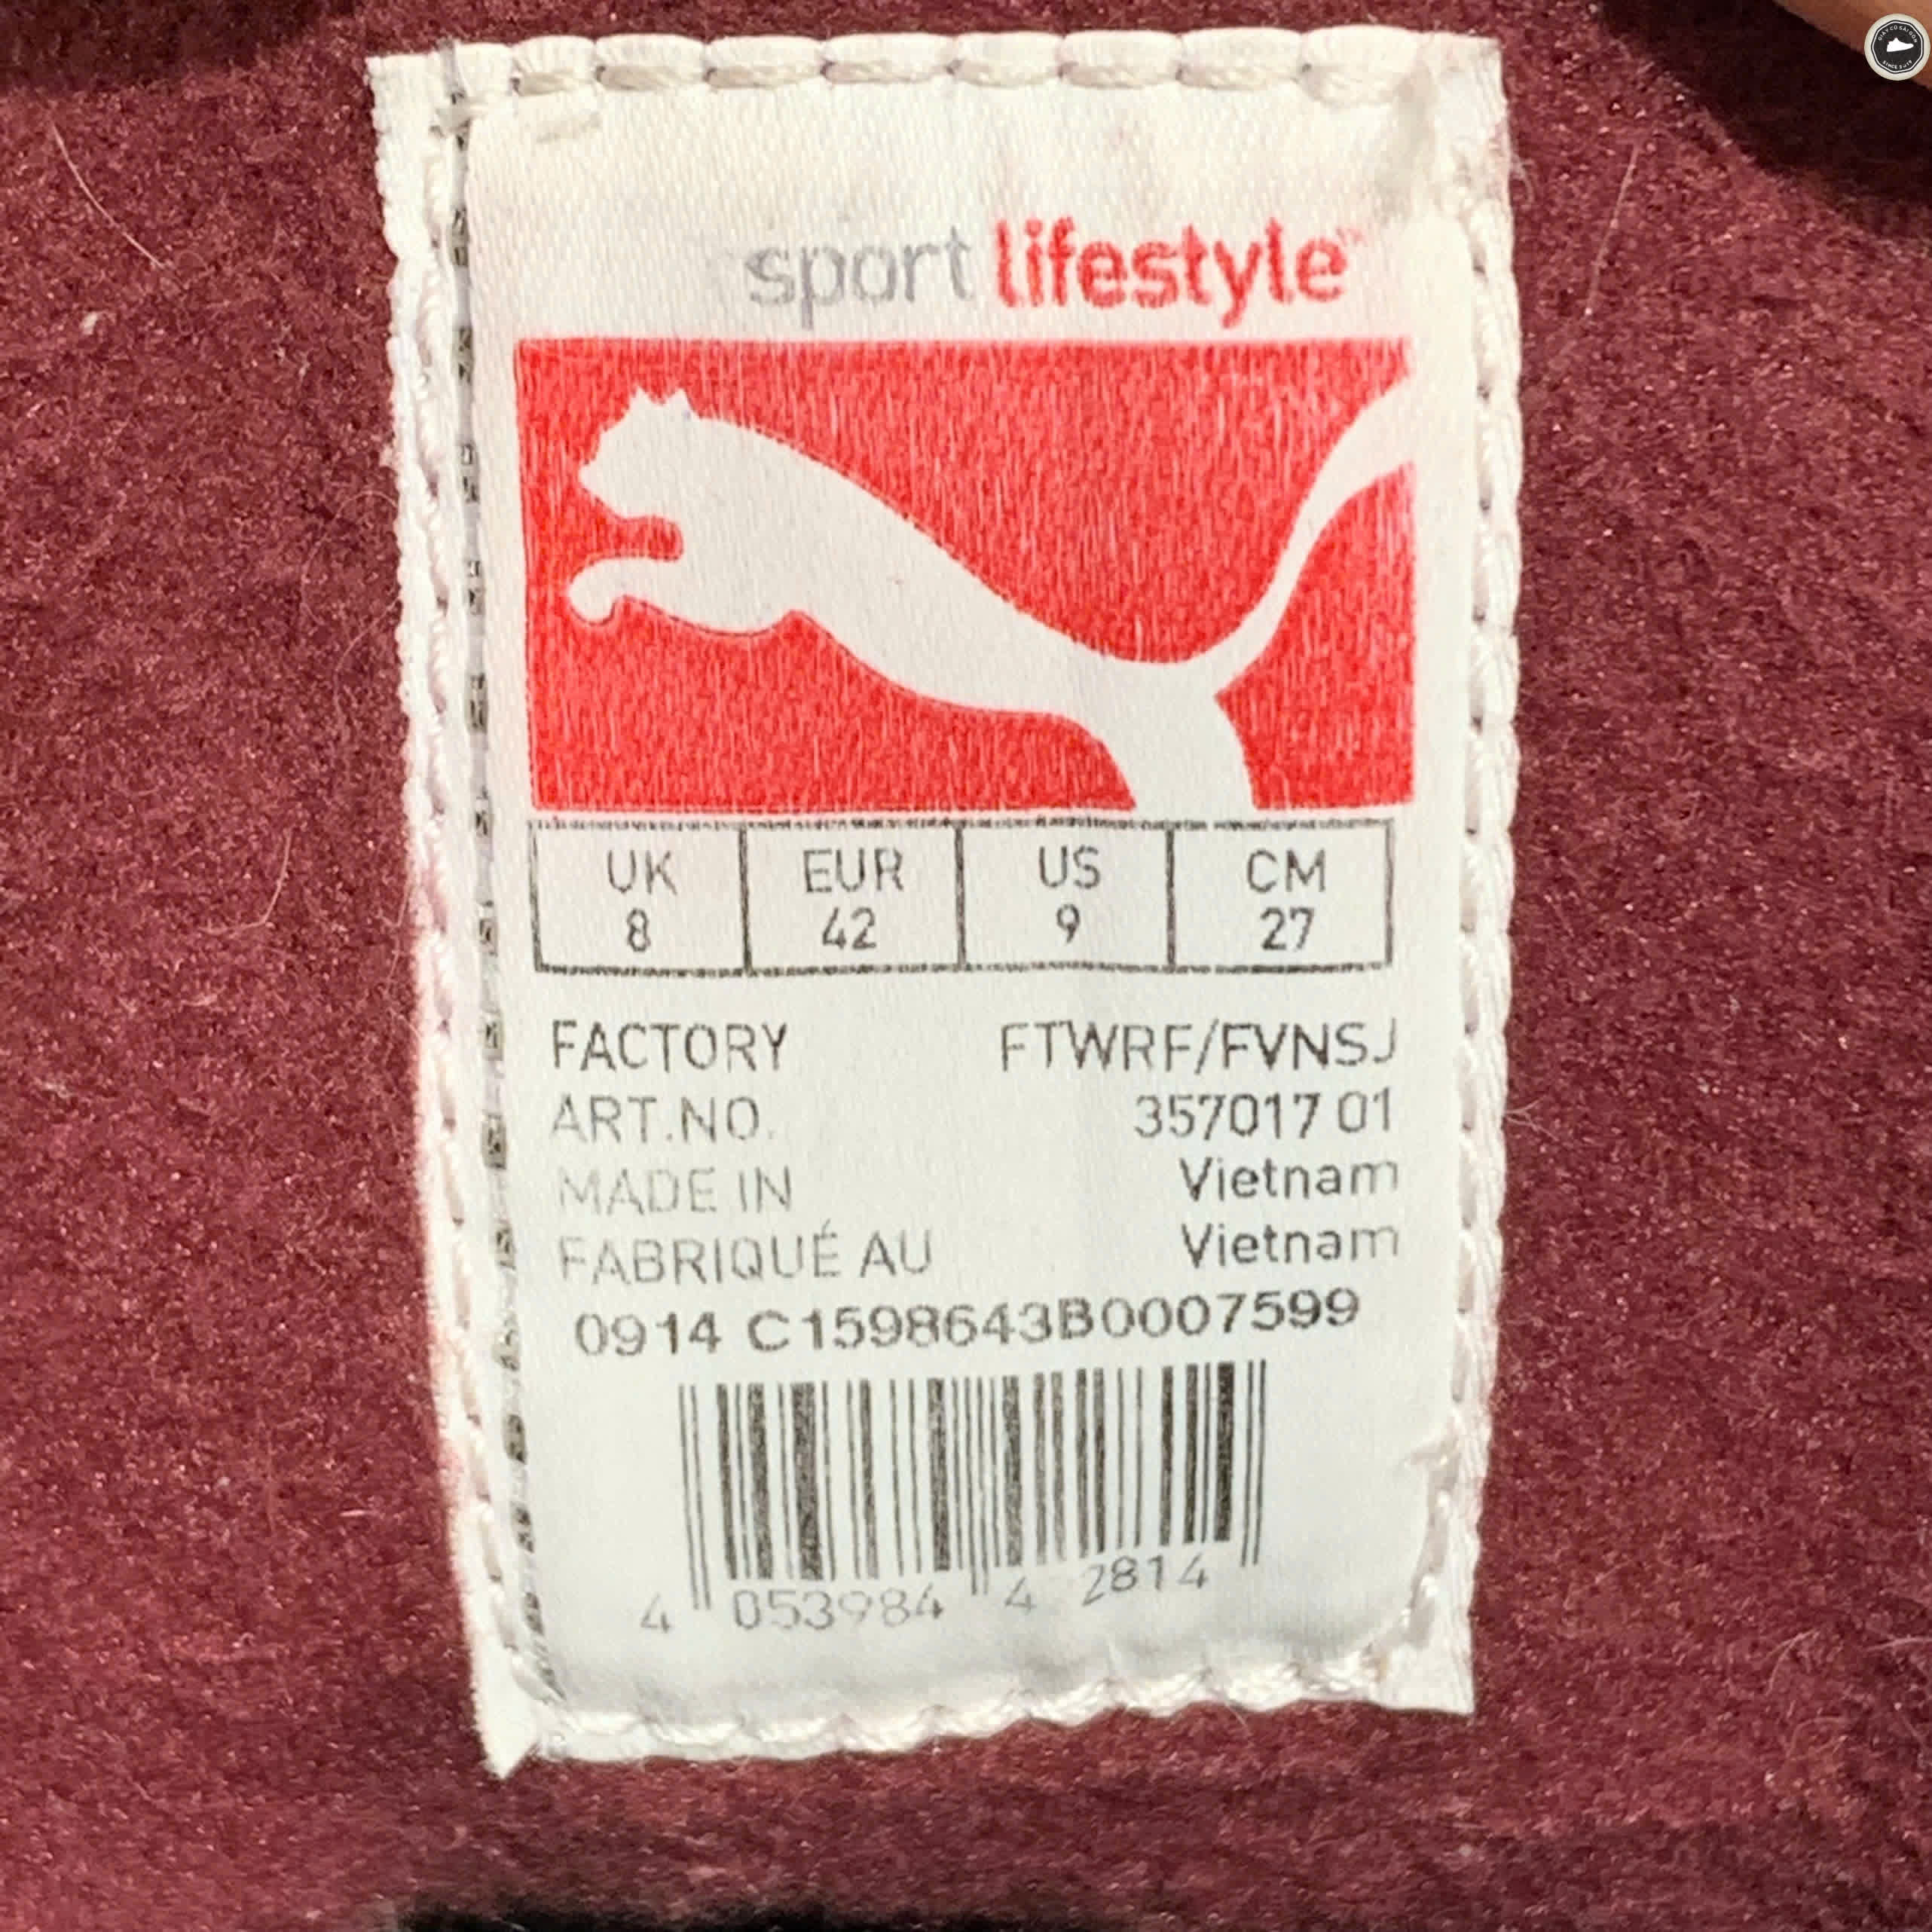 sport lifestyle™
UK EUR US CM
8 42 9 27
FACTORY FTWRF/FVNSJ
ART.NO. 357017 01
MADE IN Vietnam
FABRIQUÉ AU Vietnam
0914 C1598643B0007599
4 053984 4 2814